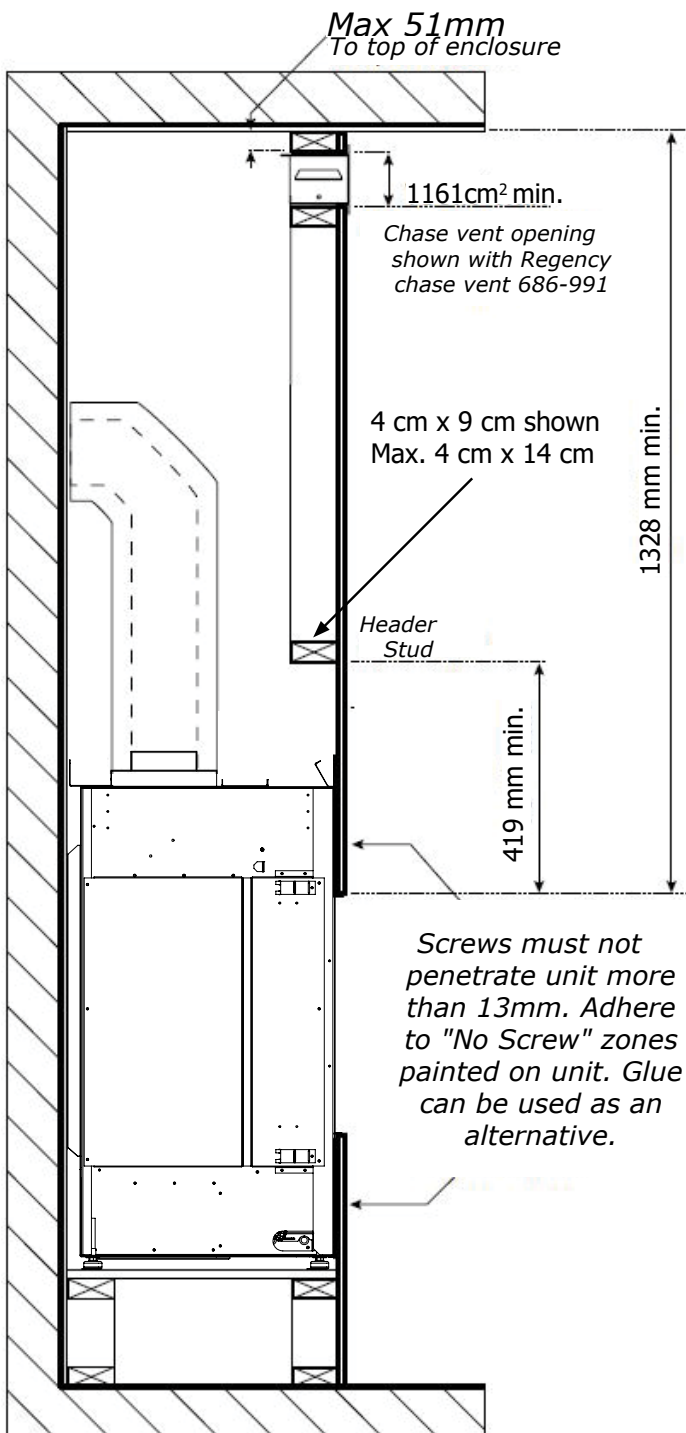 Max 51mm
To top of enclosure
1161cm² min.
Chase vent opening
shown with Regency
chase vent 686-991
4 cm x 9 cm shown
Max. 4 cm x 14 cm
1328 mm min.
Header
Stud
419 mm min.
Screws must not
penetrate unit more
than 13mm. Adhere
to "No Screw" zones
painted on unit. Glue
can be used as an
alternative.